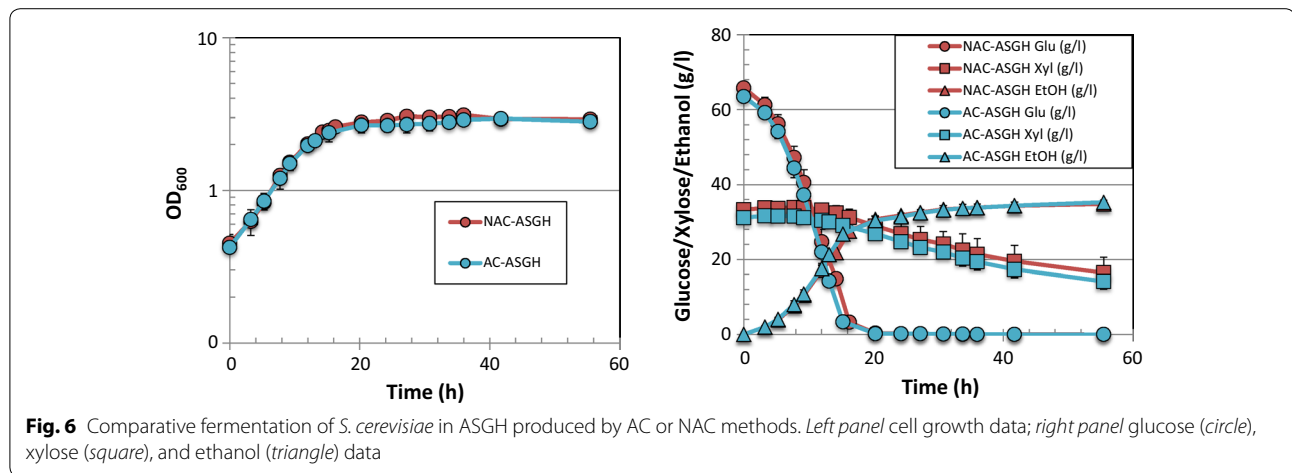 10
1
0
OD600
NAC-ASGH
AC-ASGH
0
20
40
60
Time (h)
80
60
40
20
0
Glucose/Xylose/Ethanol (g/l)
NAC-ASGH Glu (g/l)
NAC-ASGH Xyl (g/l)
NAC-ASGH EtOH (g/l)
AC-ASGH Glu (g/l)
AC-ASGH Xyl (g/l)
AC-ASGH EtOH (g/l)
0
20
40
60
Time (h)
Fig. 6 Comparative fermentation of S. cerevisiae in ASGH produced by AC or NAC methods. Left panel cell growth data; right panel glucose (circle),
xylose (square), and ethanol (triangle) data